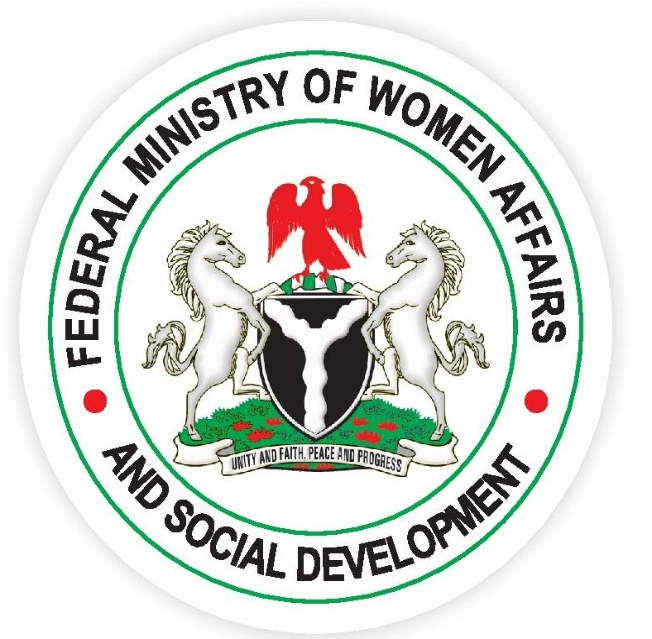 FEDERAL MINISTRY OF WOMEN AFFAIRS
AND SOCIAL DEVELOPMENT
UNITY AND FAITH, PEACE AND PROGRESS